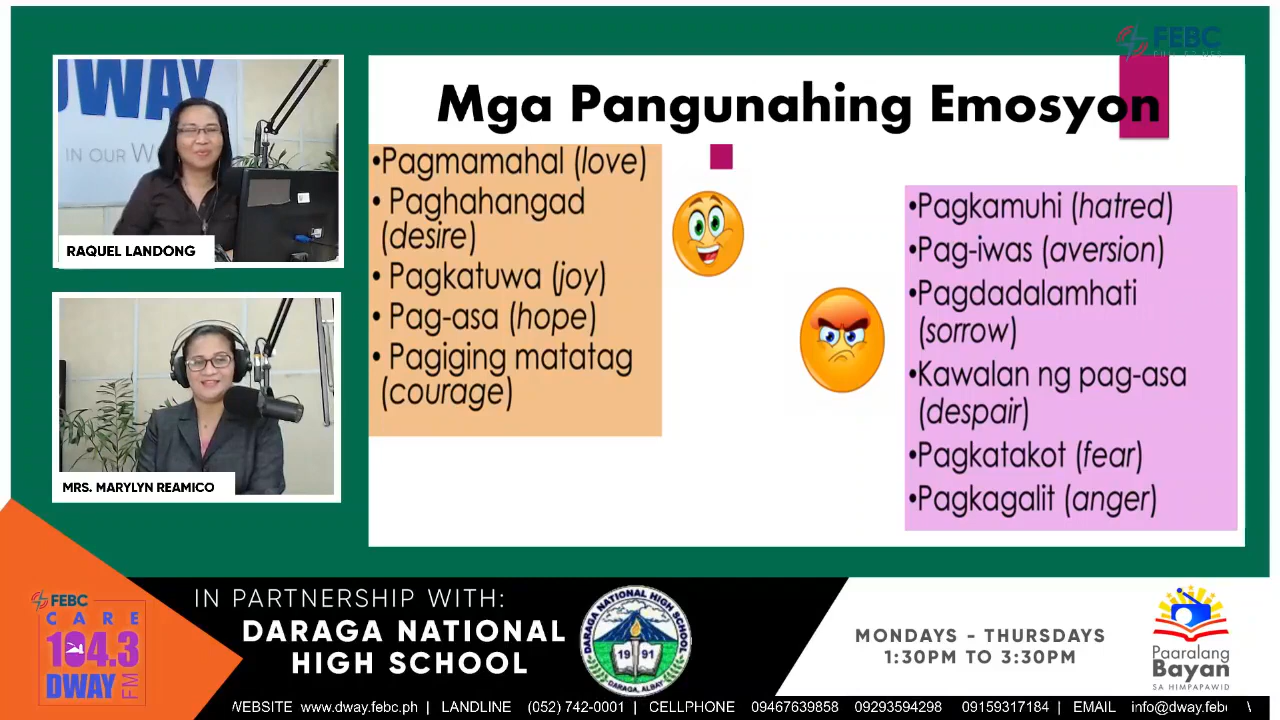 FEBC
Mga Pangunahing Emosyon
•Pagmamahal (love)
• Paghahangad
(desire)
• Pagkatuwa (joy)
• Pag-asa (hope)
• Pagiging matatag
(courage)
•Pagkamuhi (hatred)
•Pag-iwas (aversion)
•Pagdadalamhati
(sorrow)
•Kawalan ng pag-asa
(despair)
•Pagkatakot (fear)
•Pagkagalit (anger)
DWAY
IN OUR
RAQUEL LANDONG
MRS. MARYLYN REAMICO
FEBC
CARE
104.3
DWAY FM
IN PARTNERSHIP WITH:
DARAGA NATIONAL
HIGH SCHOOL
DARAGA NATIONAL HIGH SCHOOL
1991
DARAGA, ALBAY
MONDAYS - THURSDAYS
1:30PM TO 3:30PM
Paaralang
Bayan
SA HIMPAPAWID
WEBSITE www.dway.febc.ph | LANDLINE (052) 742-0001 | CELLPHONE 09467639858 09293594298 09159317184 | EMAIL info@dway.febc